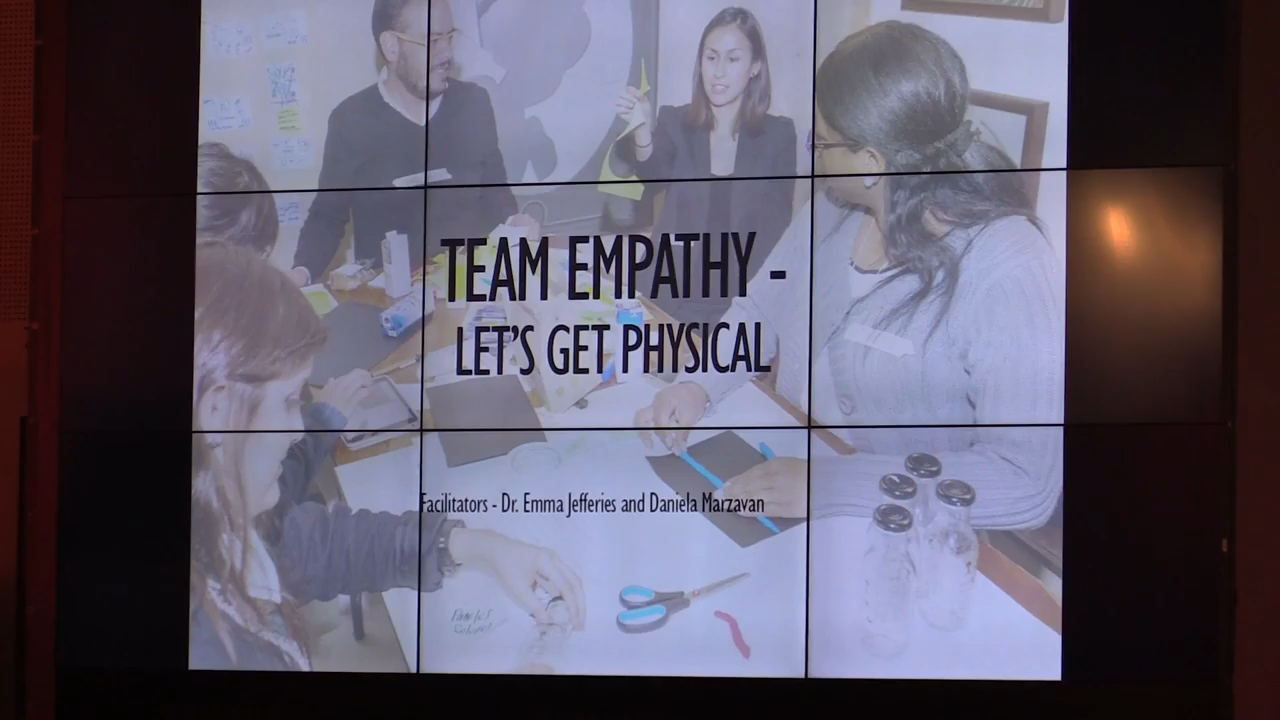 TEAM EMPATHY -
LET'S GET PHYSICAL
Facilitators - Dr. Emma Jefferies and Daniela Marzavan